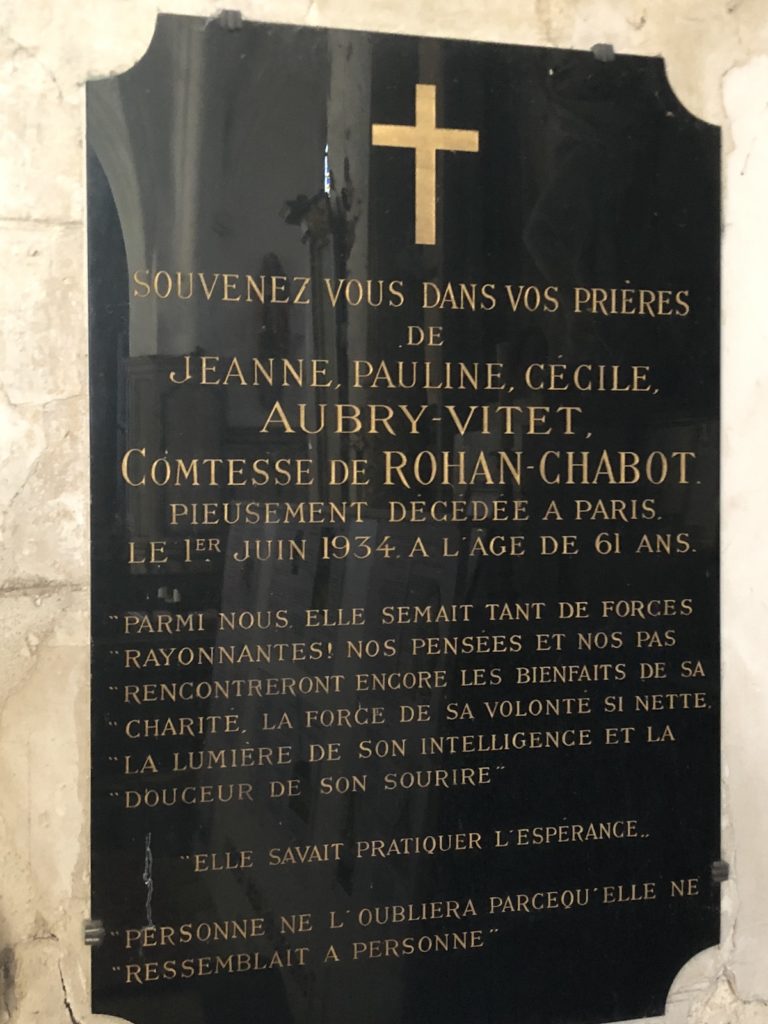 SOUVENEZ VOUS DANS VOS PRIÈRES
DE
JEANNE, PAULINE, CÉCILE,
AUBRY-VITET,
COMTESSE DE ROHAN-CHABOT.
PIEUSEMENT DÉCÉDÉE A PARIS.
LE 1ER JUIN 1934. A L'ÂGE DE 61 ANS.
"PARMI NOUS, ELLE SEMAIT TANT DE FORCES
"RAYONNANTES! NOS PENSÉES ET NOS PAS
"RENCONTRERONT ENCORE LES BIENFAITS DE SA
"CHARITÉ, LA FORCE DE SA VOLONTÉ SI NETTE,
"LA LUMIÈRE DE SON INTELLIGENCE ET LA
"DOUCEUR DE SON SOURIRE"
"ELLE SAVAIT PRATIQUER L'ESPÉRANCE..
"PERSONNE NE L'OUBLIERA PARCEQU'ELLE NE
"RESSEMBLAIT A PERSONNE"